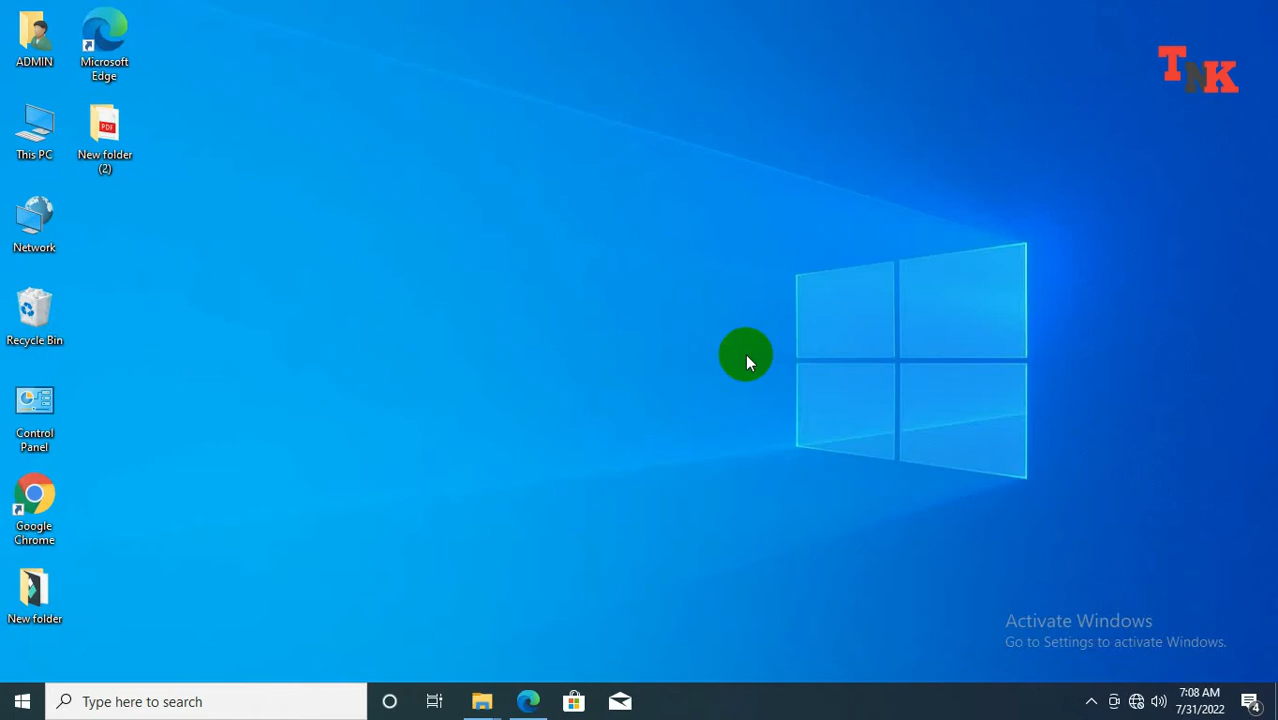 TNK
ADMIN
Microsoft
Edge
This PC
PDF
New folder
(2)
Network
Recycle Bin
Control
Panel
Google
Chrome
New folder
Activate Windows
Go to Settings to activate Windows.
Type here to search
7:08 AM
7/31/2022
4